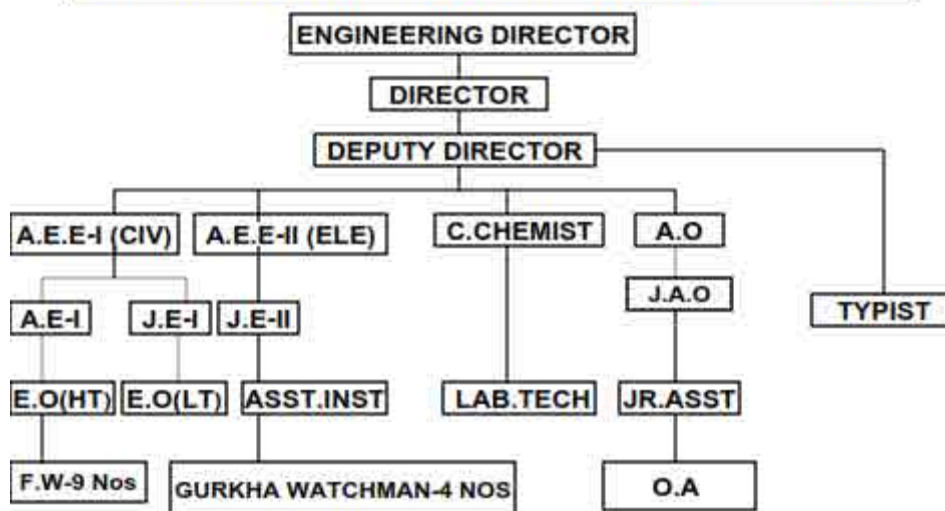 ENGINEERING DIRECTOR
DIRECTOR
DEPUTY DIRECTOR
A.E.E-I (CIV)
A.E.E-II (ELE)
C.CHEMIST
A.O
J.A.O
TYPIST
A.E-I
J.E-I
J.E-II
E.O(HT)
E.O(LT)
ASST.INST
LAB.TECH
JR.ASST
F.W-9 Nos
GURKHA WATCHMAN-4 NOS
O.A